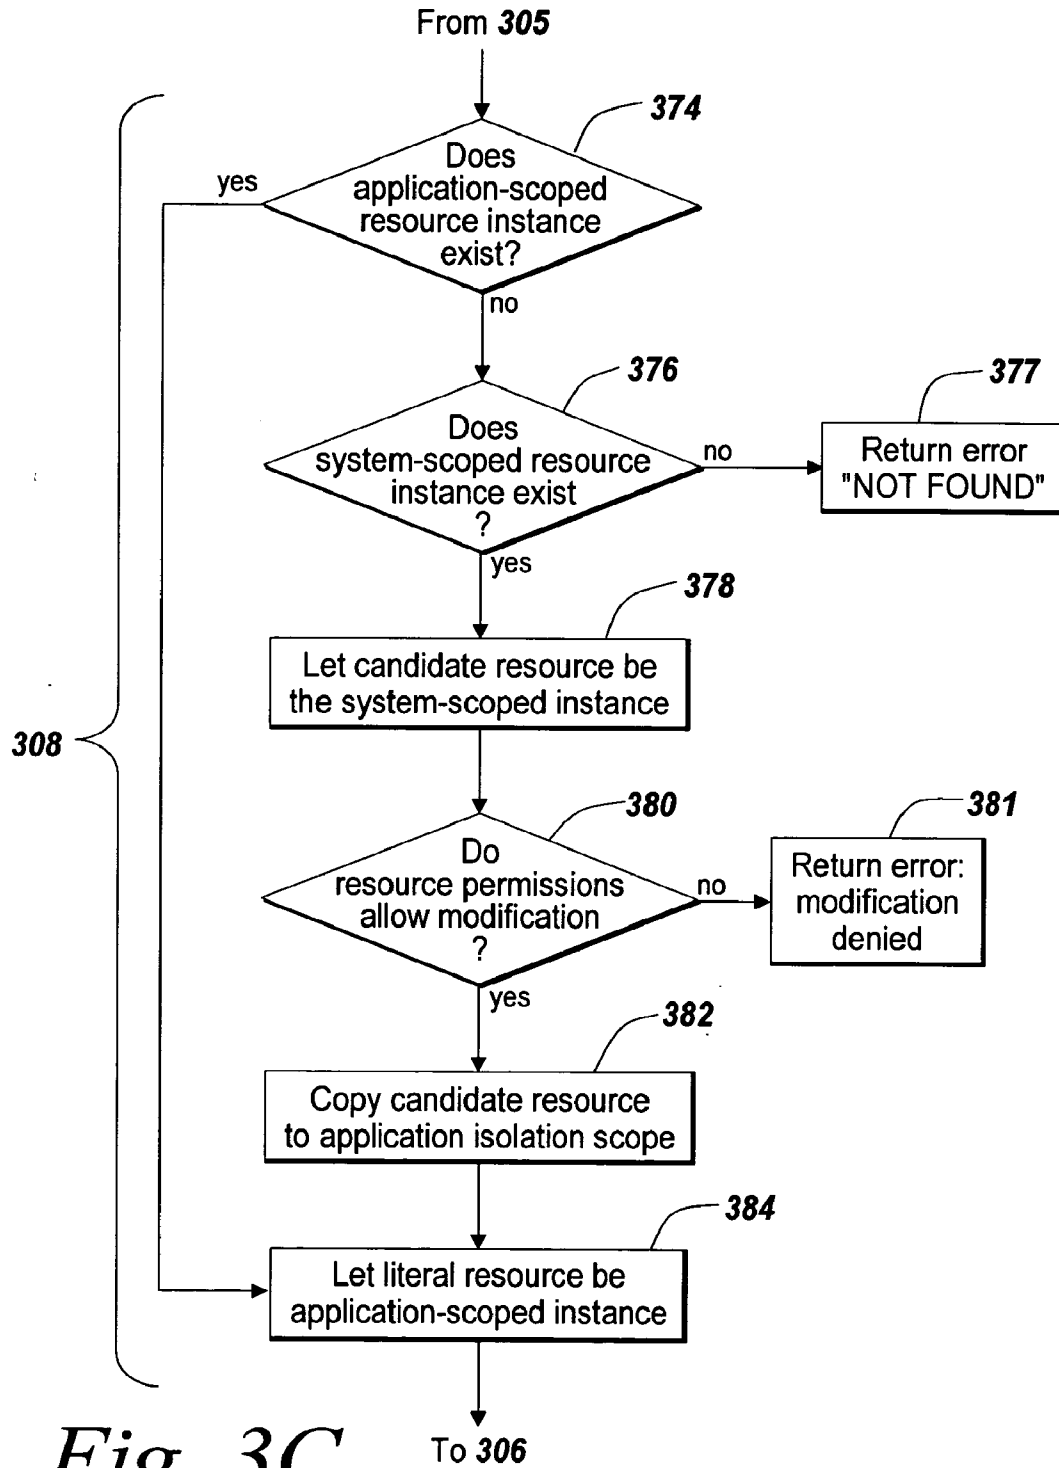 From 305
374
Does
application-scoped
resource instance
exist?
yes
no
376
Does
system-scoped resource
instance exist
?
no
yes
377
Return error
"NOT FOUND"
378
Let candidate resource be
the system-scoped instance
308
380
Do
resource permissions
allow modification
?
no
yes
381
Return error:
modification
denied
382
Copy candidate resource
to application isolation scope
384
Let literal resource be
application-scoped instance
To 306
Fig. 3C